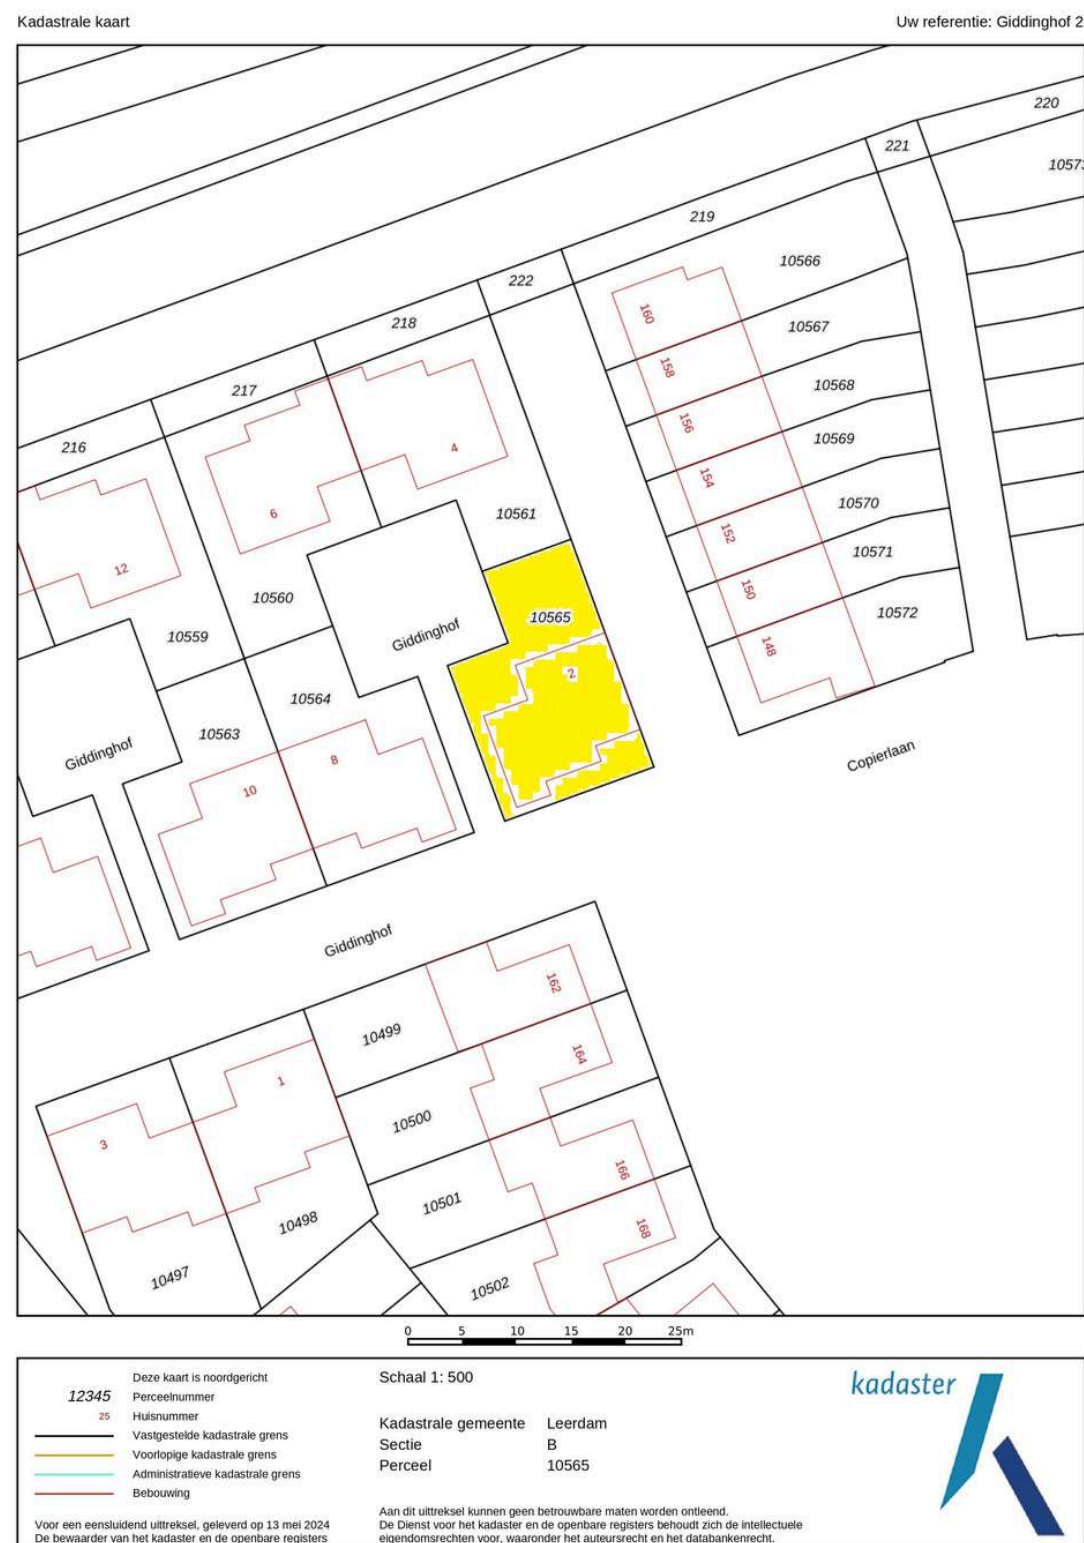 Kadastrale kaart
Uw referentie: Giddinghof 2
220
221
219
222
218
217
216
10566
10567
10568
10569
10570
10571
10572
160
158
156
154
152
150
148
4
6
12
10561
10560
10559
10565
2
Giddinghof
10564
10563
Giddinghof
8
10
Copierlaan
Giddinghof
162
164
166
168
10499
10500
10501
10502
1
3
10498
10497
0 5 10 15 20 25m
Deze kaart is noordgericht
12345 Perceelnummer
25 Huisnummer
Vastgestelde kadastrale grens
Voorlopige kadastrale grens
Administratieve kadastrale grens
Bebouwing
Voor een eensluidend uittreksel, geleverd op 13 mei 2024
De bewaarder van het kadaster en de openbare registers
Schaal 1: 500
Kadastrale gemeente Leerdam
Sectie B
Perceel 10565
Aan dit uittreksel kunnen geen betrouwbare maten worden ontleend.
De Dienst voor het kadaster en de openbare registers behoudt zich de intellectuele
eigendomsrechten voor, waaronder het auteursrecht en het databankenrecht.
kadaster